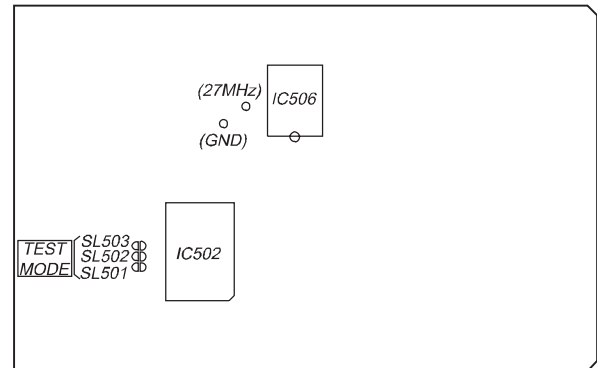 (27MHz)
IC506
(GND)
TEST
MODE
SL503
SL502
SL501
IC502